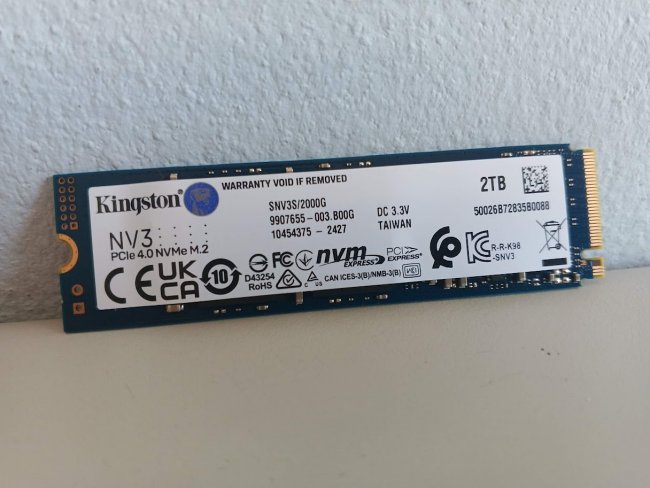 WARRANTY VOID IF REMOVED
Kingston
NV3
PCIe 4.0 NVMe M.2
SNV3S/2000G
9907655-003.B00G
10454375 - 2427
DC 3.3V
TAIWAN
2TB
50026B72835B0088
CE
UK
CA
10
D43254
RoHS
FC
C US
nvm
EXPRESS
PCI
EXPRESS
CAN ICES-3(B)/NMB-3(B)
R-R-K98
-SNV3